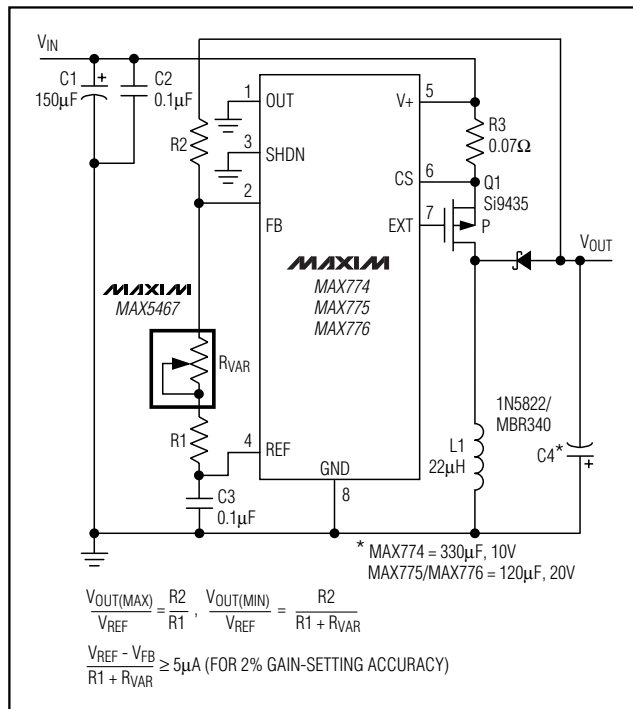 VIN
C1
150µF
+
C2
0.1µF
R2
1
OUT
3
SHDN
2
FB
V+
5
R3
0.07Ω
CS
6
Q1
Si9435
EXT
7
P
VOUT
MAXIM
MAX774
MAX775
MAX776
MAXIM
MAX5467
RVAR
R1
4
REF
C3
0.1µF
GND
8
L1
22µH
1N5822/
MBR340
C4*
+
* MAX774 = 330µF, 10V
MAX775/MAX776 = 120µF, 20V
VOUT(MAX)/VREF = R2/R1 , VOUT(MIN)/VREF = R2/R1 + RVAR
VREF - VFB/R1 + RVAR ≥ 5µA (FOR 2% GAIN-SETTING ACCURACY)